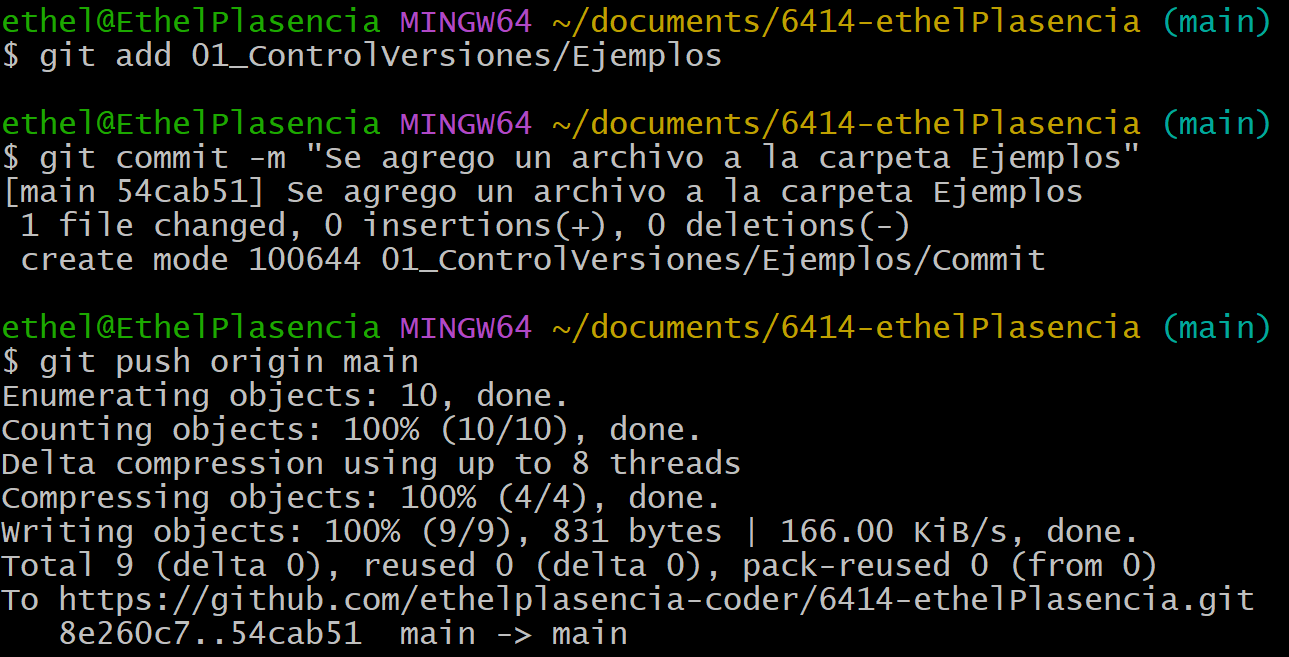 ethel@EthelPlasencia MINGW64 ~/documents/6414-ethelPlasencia (main)
$ git add 01_ControlVersiones/Ejemplos
ethel@EthelPlasencia MINGW64 ~/documents/6414-ethelPlasencia (main)
$ git commit -m "Se agrego un archivo a la carpeta Ejemplos"
[main 54cab51] Se agrego un archivo a la carpeta Ejemplos
 1 file changed, 0 insertions(+), 0 deletions(-)
 create mode 100644 01_ControlVersiones/Ejemplos/Commit
ethel@EthelPlasencia MINGW64 ~/documents/6414-ethelPlasencia (main)
$ git push origin main
Enumerating objects: 10, done.
Counting objects: 100% (10/10), done.
Delta compression using up to 8 threads
Compressing objects: 100% (4/4), done.
Writing objects: 100% (9/9), 831 bytes | 166.00 KiB/s, done.
Total 9 (delta 0), reused 0 (delta 0), pack-reused 0 (from 0)
To https://github.com/ethelplasencia-coder/6414-ethelPlasencia.git
   8e260c7..54cab51  main -> main